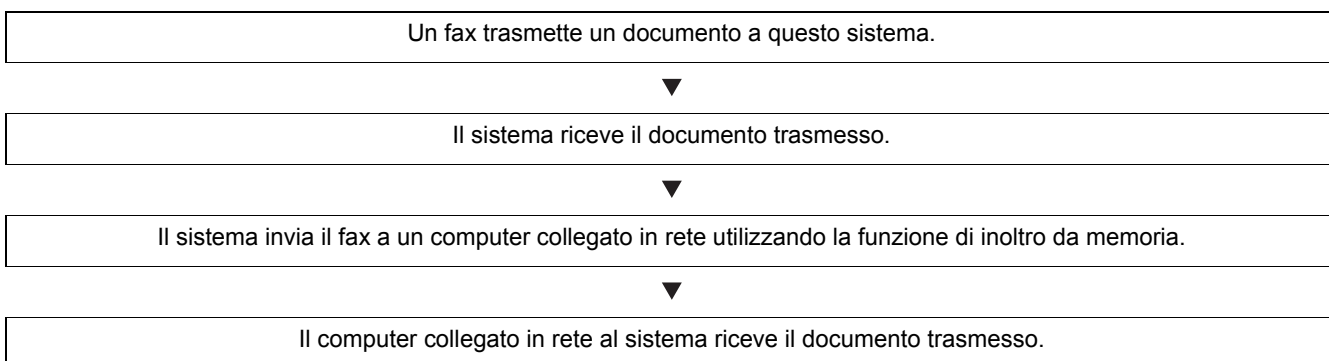 Un fax trasmette un documento a questo sistema.
Il sistema riceve il documento trasmesso.
Il sistema invia il fax a un computer collegato in rete utilizzando la funzione di inoltro da memoria.
Il computer collegato in rete al sistema riceve il documento trasmesso.